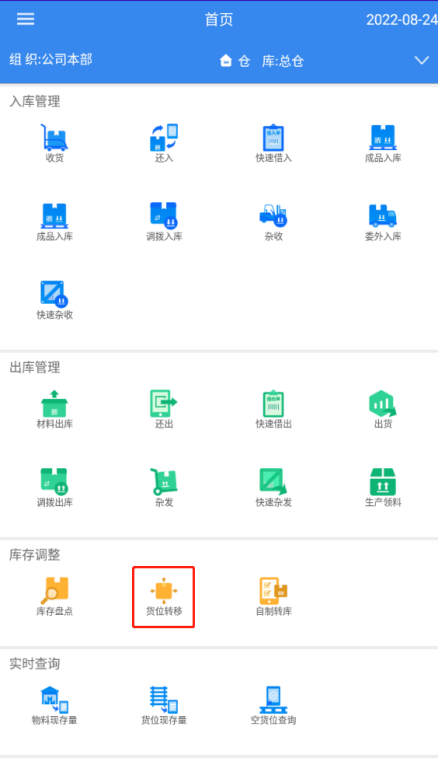 首页
2022-08-24
组 织:公司本部
仓 库:总仓
入库管理
收货 还入 快速借入 成品入库
成品入库 调拨入库 杂收 委外入库
快速杂收
出库管理
材料出库 还出 快速借出 出货
调拨出库 杂发 快速杂发 生产领料
库存调整
库存盘点 货位转移 自制转库
实时查询
物料现存量 货位现存量 空货位查询